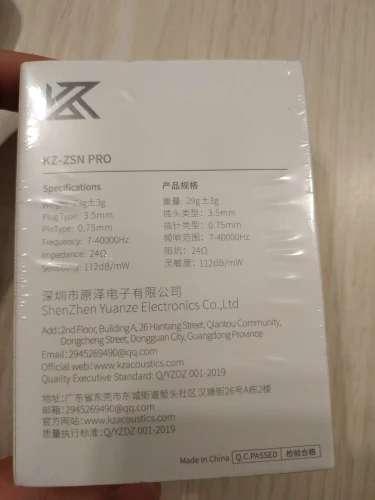 KZ
KZ-ZSN PRO
Specifications
Weight: 29g±3g
Plug Type: 3.5mm
PinType: 0.75mm
Frequency: 7-40000Hz
Impedance: 24Ω
Sensitivity: 112dB/mW
产品规格
重量: 29g±3g
插头类型: 3.5mm
插针类型: 0.75mm
频响范围: 7-40000Hz
阻抗: 24Ω
灵敏度: 112dB/mW
深圳市原泽电子有限公司
ShenZhen Yuanze Electronics Co.,Ltd
Add:2nd Floor, Building A, 26 Hantang Street, Qiantou Community,
Dongcheng Street, Dongguan City, Guangdong Province
Email:2945269490@qq.com
Official web:www.kzacoustics.com
Quality Executive Standard: Q/YZDZ 001-2019
地址:广东省东莞市东城街道堑头社区汉塘街26号A栋2楼
邮箱:2945269490@qq.com
官方网站:www.kzacoustics.com
质量执行标准:Q/YZDZ 001-2019
Made in China Q.C.PASSED 检验合格